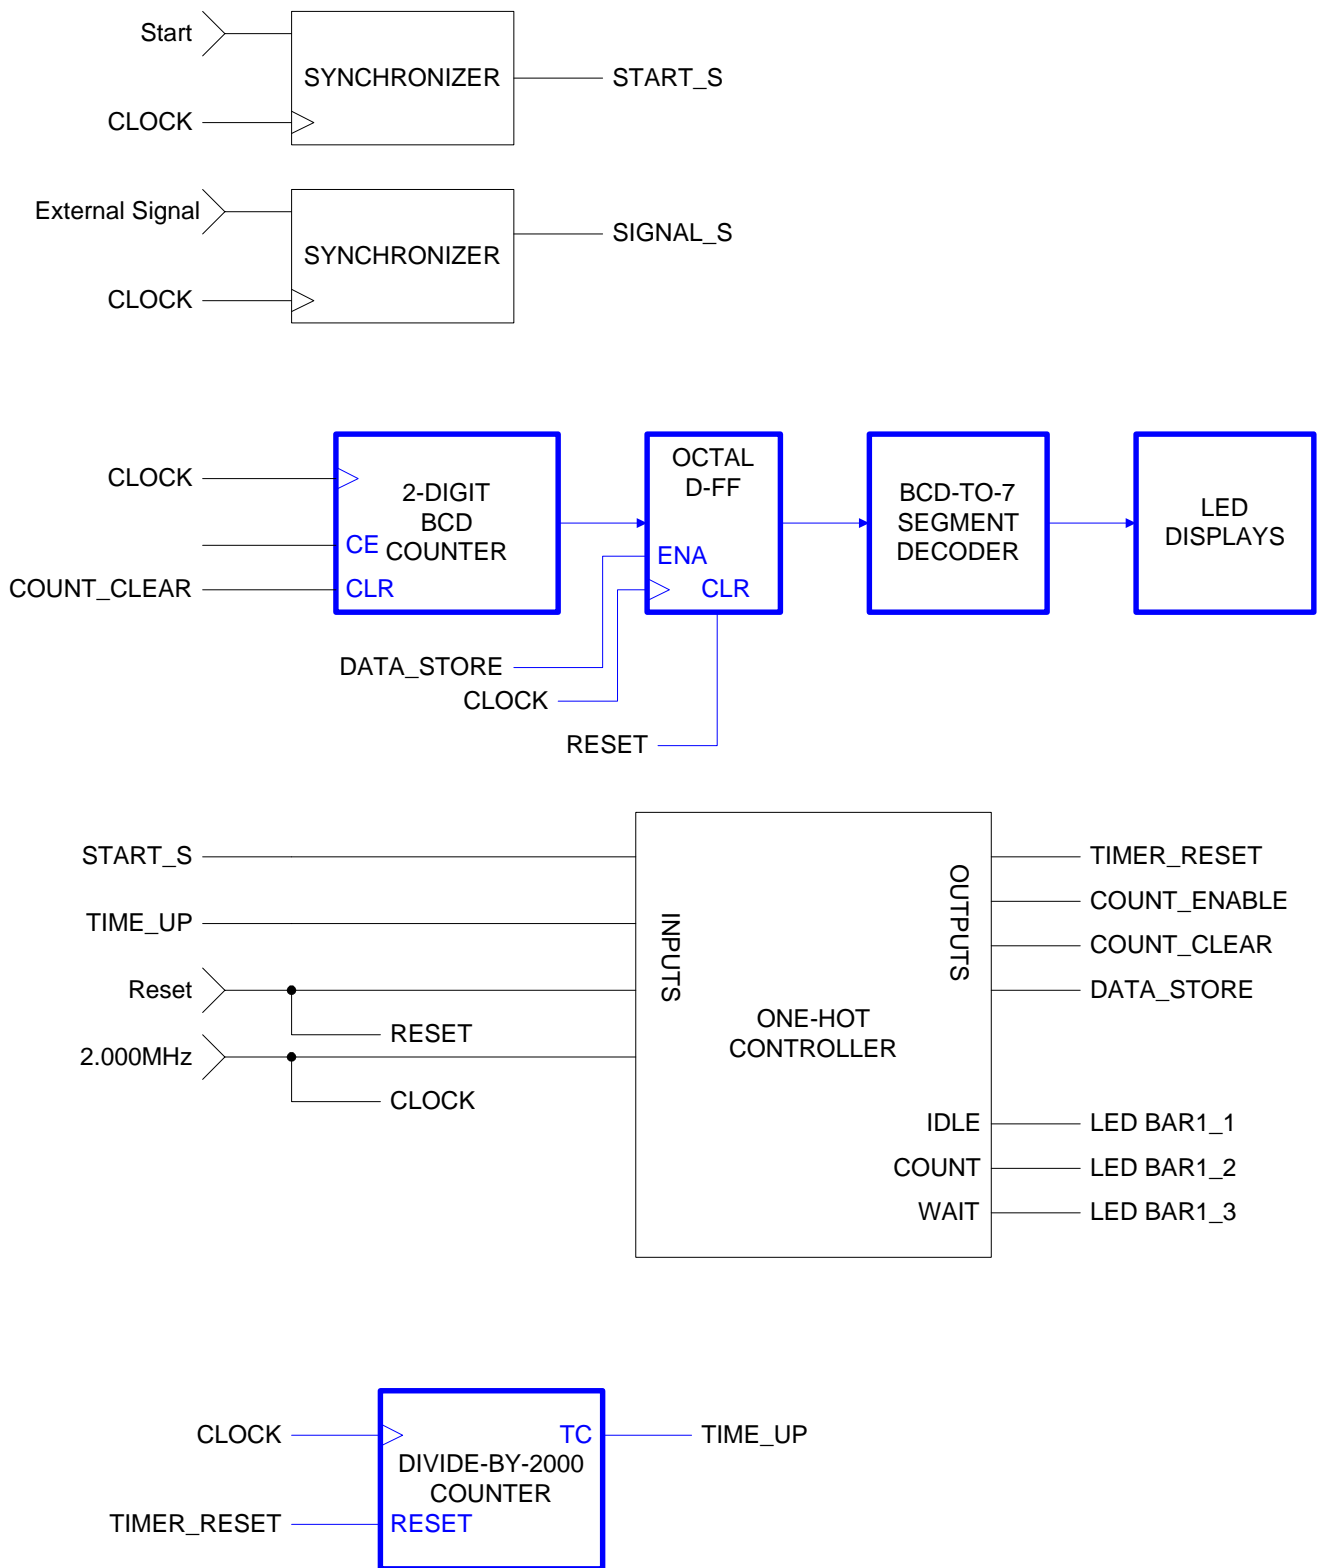 Start
SYNCHRONIZER
START_S
CLOCK
External Signal
SYNCHRONIZER
SIGNAL_S
CLOCK
CLOCK
2-DIGIT
BCD
COUNTER
CE
COUNT_CLEAR
CLR
OCTAL
D-FF
ENA
CLR
BCD-TO-7
SEGMENT
DECODER
LED
DISPLAYS
DATA_STORE
CLOCK
RESET
START_S
TIME_UP
Reset
RESET
2.000MHz
CLOCK
INPUTS
OUTPUTS
ONE-HOT
CONTROLLER
TIMER_RESET
COUNT_ENABLE
COUNT_CLEAR
DATA_STORE
IDLE
LED BAR1_1
COUNT
LED BAR1_2
WAIT
LED BAR1_3
CLOCK
TC
TIME_UP
DIVIDE-BY-2000
COUNTER
TIMER_RESET
RESET